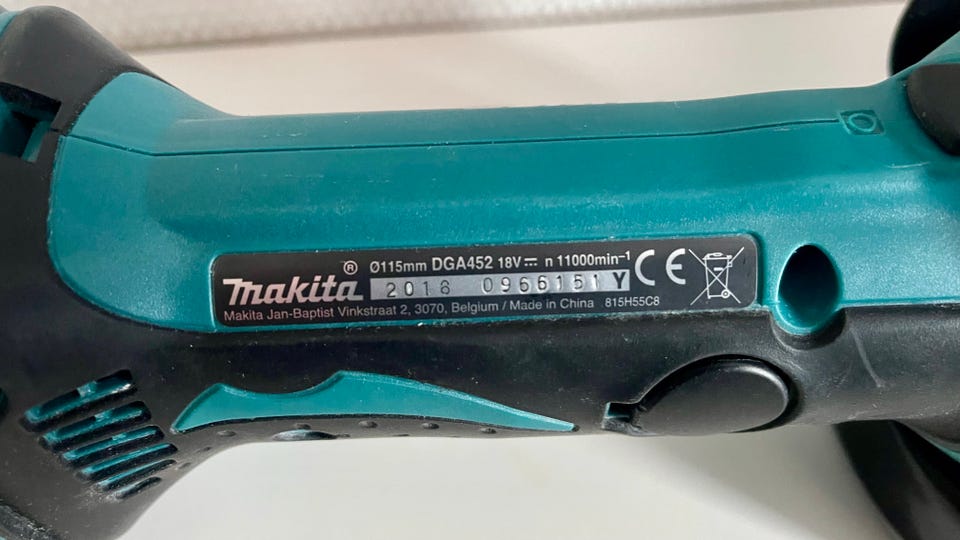 Makita® Ø115mm DGA452 18V⎓ n 11000min⁻¹ CE
2018 0966151 Y
Makita Jan-Baptist Vinkstraat 2, 3070, Belgium / Made in China 815H55C8